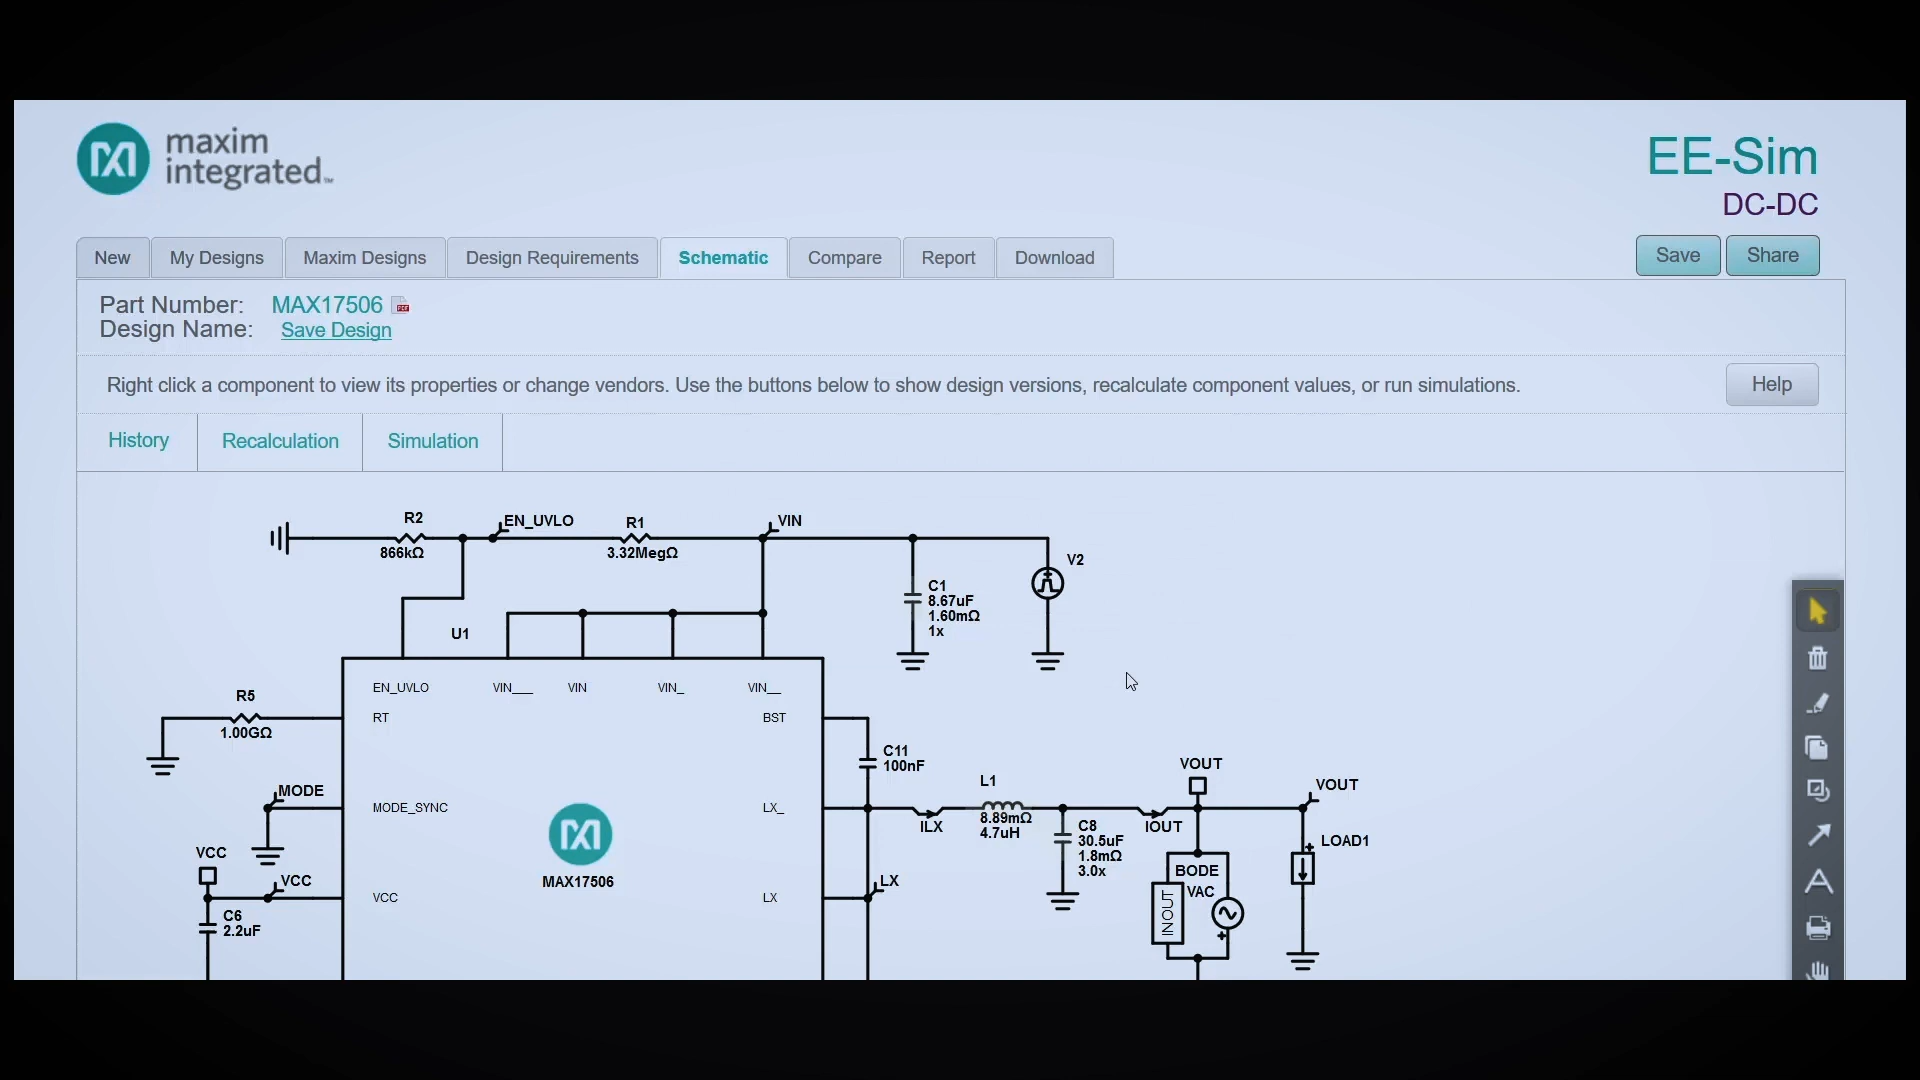 maxim
integrated™
EE-Sim
DC-DC
New
My Designs
Maxim Designs
Design Requirements
Schematic
Compare
Report
Download
Save
Share
Part Number: MAX17506
PDF
Design Name: Save Design
Right click a component to view its properties or change vendors. Use the buttons below to show design versions, recalculate component values, or run simulations.
Help
History
Recalculation
Simulation
R2
866kΩ
EN_UVLO
R1
3.32MegΩ
VIN
V2
C1
8.67uF
1.60mΩ
1x
U1
EN_UVLO
VIN___
VIN
VIN_
VIN__
R5
1.00GΩ
RT
BST
C11
100nF
MODE
MODE_SYNC
LX_
ILX
L1
8.89mΩ
4.7uH
C8
30.5uF
1.8mΩ
3.0x
IOUT
VOUT
VOUT
LOAD1
BODE
VAC
INOUT
MAX17506
VCC
VCC
VCC
LX
LX
C6
2.2uF